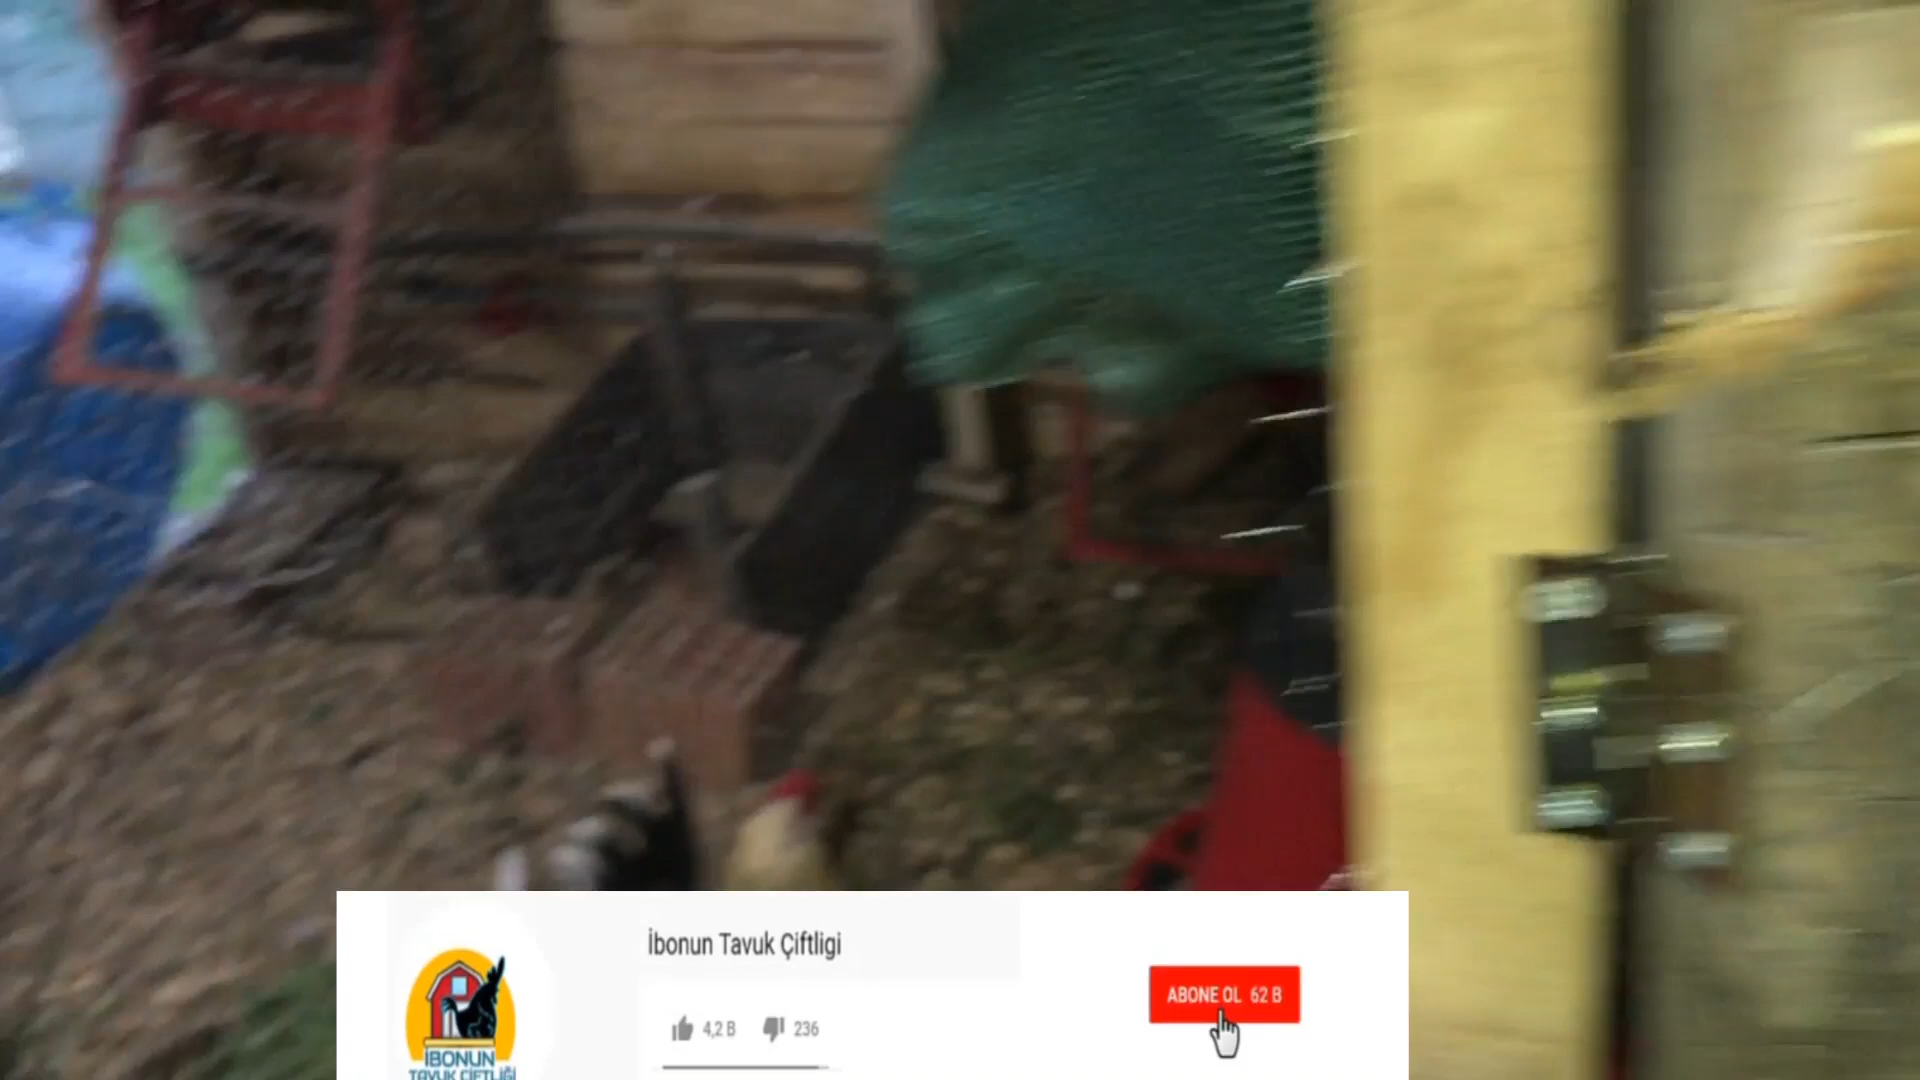 İbonun Tavuk Çiftligi
4,2 B 236
ABONE OL 62 B
İBONUN
TAVUK ÇİFTLİĞİ